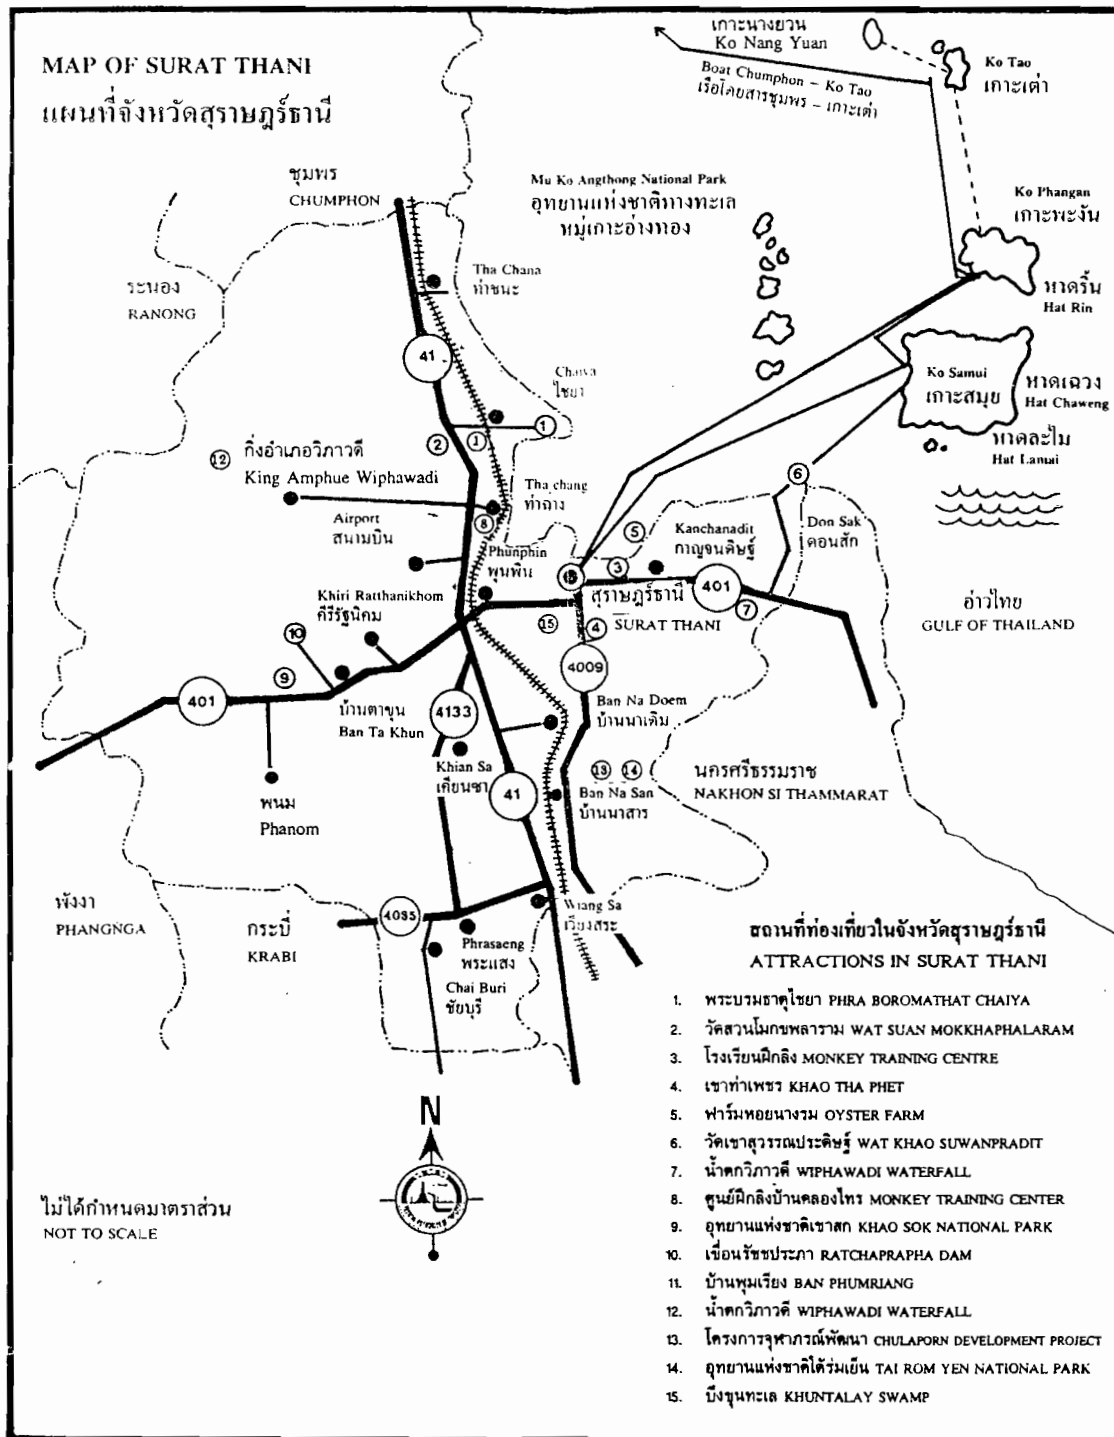 MAP OF SURAT THANI
แผนที่จังหวัดสุราษฎร์ธานี
เกาะนางยวน
Ko Nang Yuan
Boat Chumphon – Ko Tao
เรือโดยสารชุมพร – เกาะเต่า
Ko Tao
เกาะเต่า
ชุมพร
CHUMPHON
Mu Ko Angthong National Park
อุทยานแห่งชาติทางทะเล
หมู่เกาะอ่างทอง
Ko Phangan
เกาะพะงัน
หาดริ้น
Hat Rin
ระนอง
RANONG
Tha Chana
ท่าชนะ
41
Chaiya
ไชยา
1
2
1
Ko Samui
เกาะสมุย
หาดเฉวง
Hat Chaweng
หาดละไม
Hat Lamai
12
กิ่งอำเภอวิภาวดี
King Amphue Wiphawadi
Tha chang
ท่าฉาง
8
Airport
สนามบิน
Phunphin
พุนพิน
6
5
Kanchanadit
กาญจนดิษฐ์
Don Sak
ดอนสัก
3
401
7
Khiri Ratthanikhom
คีรีรัฐนิคม
สุราษฎร์ธานี
SURAT THANI
15
4
4009
อ่าวไทย
GULF OF THAILAND
10
9
401
บ้านตาขุน
Ban Ta Khun
4133
Ban Na Doem
บ้านนาเดิม
Khian Sa
เคียนซา
41
13
14
Ban Na San
บ้านนาสาร
นครศรีธรรมราช
NAKHON SI THAMMARAT
พนม
Phanom
พังงา
PHANGNGA
กระบี่
KRABI
4035
Wiang Sa
เวียงสระ
Phrasaeng
พระแสง
Chai Buri
ชัยบุรี
N
ไม่ได้กำหนดมาตราส่วน
NOT TO SCALE
สถานที่ท่องเที่ยวในจังหวัดสุราษฎร์ธานี
ATTRACTIONS IN SURAT THANI
1. พระบรมธาตุไชยา PHRA BOROMATHAT CHAIYA
2. วัดสวนโมกขพลาราม WAT SUAN MOKKHAPHALARAM
3. โรงเรียนฝึกลิง MONKEY TRAINING CENTRE
4. เขาท่าเพชร KHAO THA PHET
5. ฟาร์มหอยนางรม OYSTER FARM
6. วัดเขาสุวรรณประดิษฐ์ WAT KHAO SUWANPRADIT
7. น้ำตกวิภาวดี WIPHAWADI WATERFALL
8. ศูนย์ฝึกลิงบ้านคลองไทร MONKEY TRAINING CENTER
9. อุทยานแห่งชาติเขาสก KHAO SOK NATIONAL PARK
10. เขื่อนรัชชประภา RATCHAPRAPHA DAM
11. บ้านพุมเรียง BAN PHUMRIANG
12. น้ำตกวิภาวดี WIPHAWADI WATERFALL
13. โครงการจุฬาภรณ์พัฒนา CHULAPORN DEVELOPMENT PROJECT
14. อุทยานแห่งชาติใต้ร่มเย็น TAI ROM YEN NATIONAL PARK
15. บึงขุนทะเล KHUNTALAY SWAMP